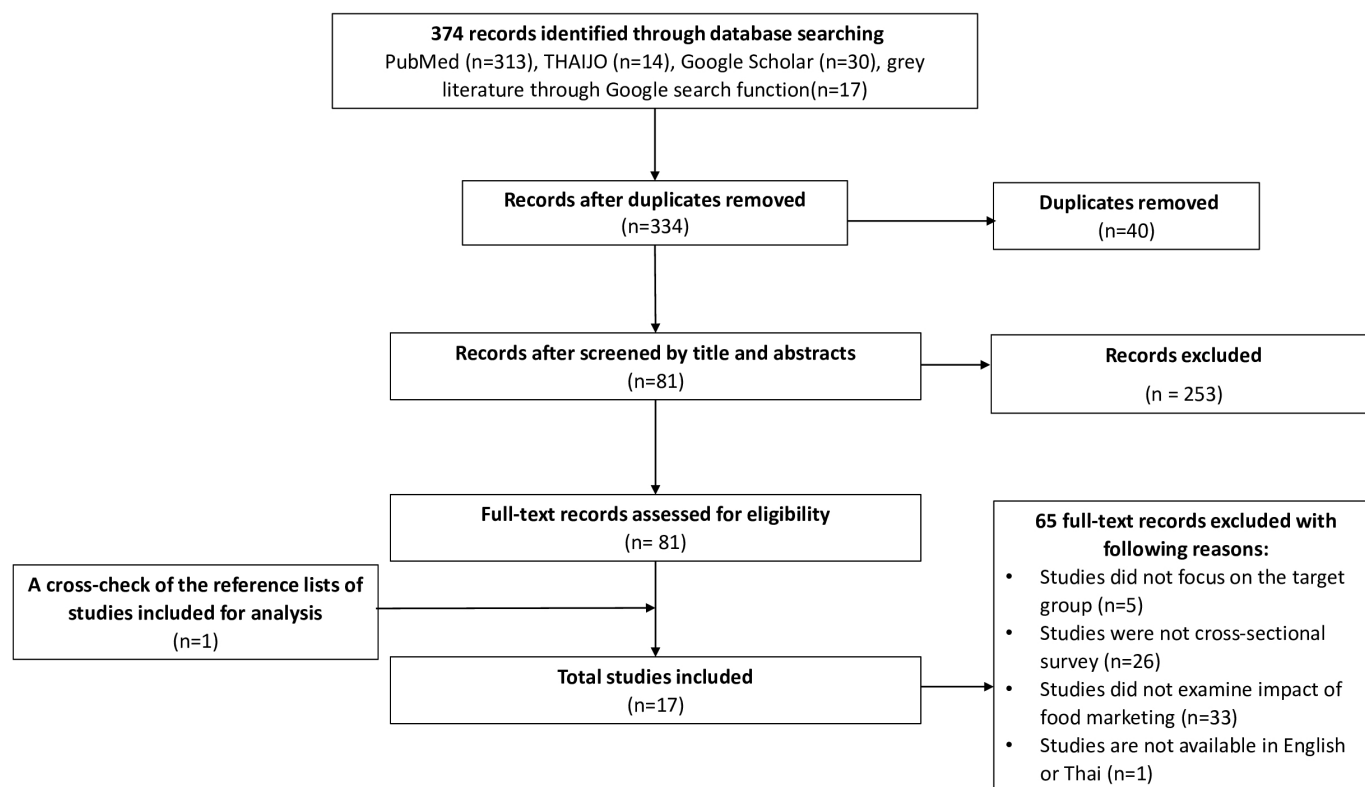 374 records identified through database searching
PubMed (n=313), THAIJO (n=14), Google Scholar (n=30), grey
literature through Google search function(n=17)
Records after duplicates removed
(n=334)
Duplicates removed
(n=40)
Records after screened by title and abstracts
(n=81)
Records excluded
(n = 253)
Full-text records assessed for eligibility
(n= 81)
A cross-check of the reference lists of
studies included for analysis
(n=1)
Total studies included
(n=17)
65 full-text records excluded with
following reasons:
• Studies did not focus on the target
group (n=5)
• Studies were not cross-sectional
survey (n=26)
• Studies did not examine impact of
food marketing (n=33)
• Studies are not available in English
or Thai (n=1)